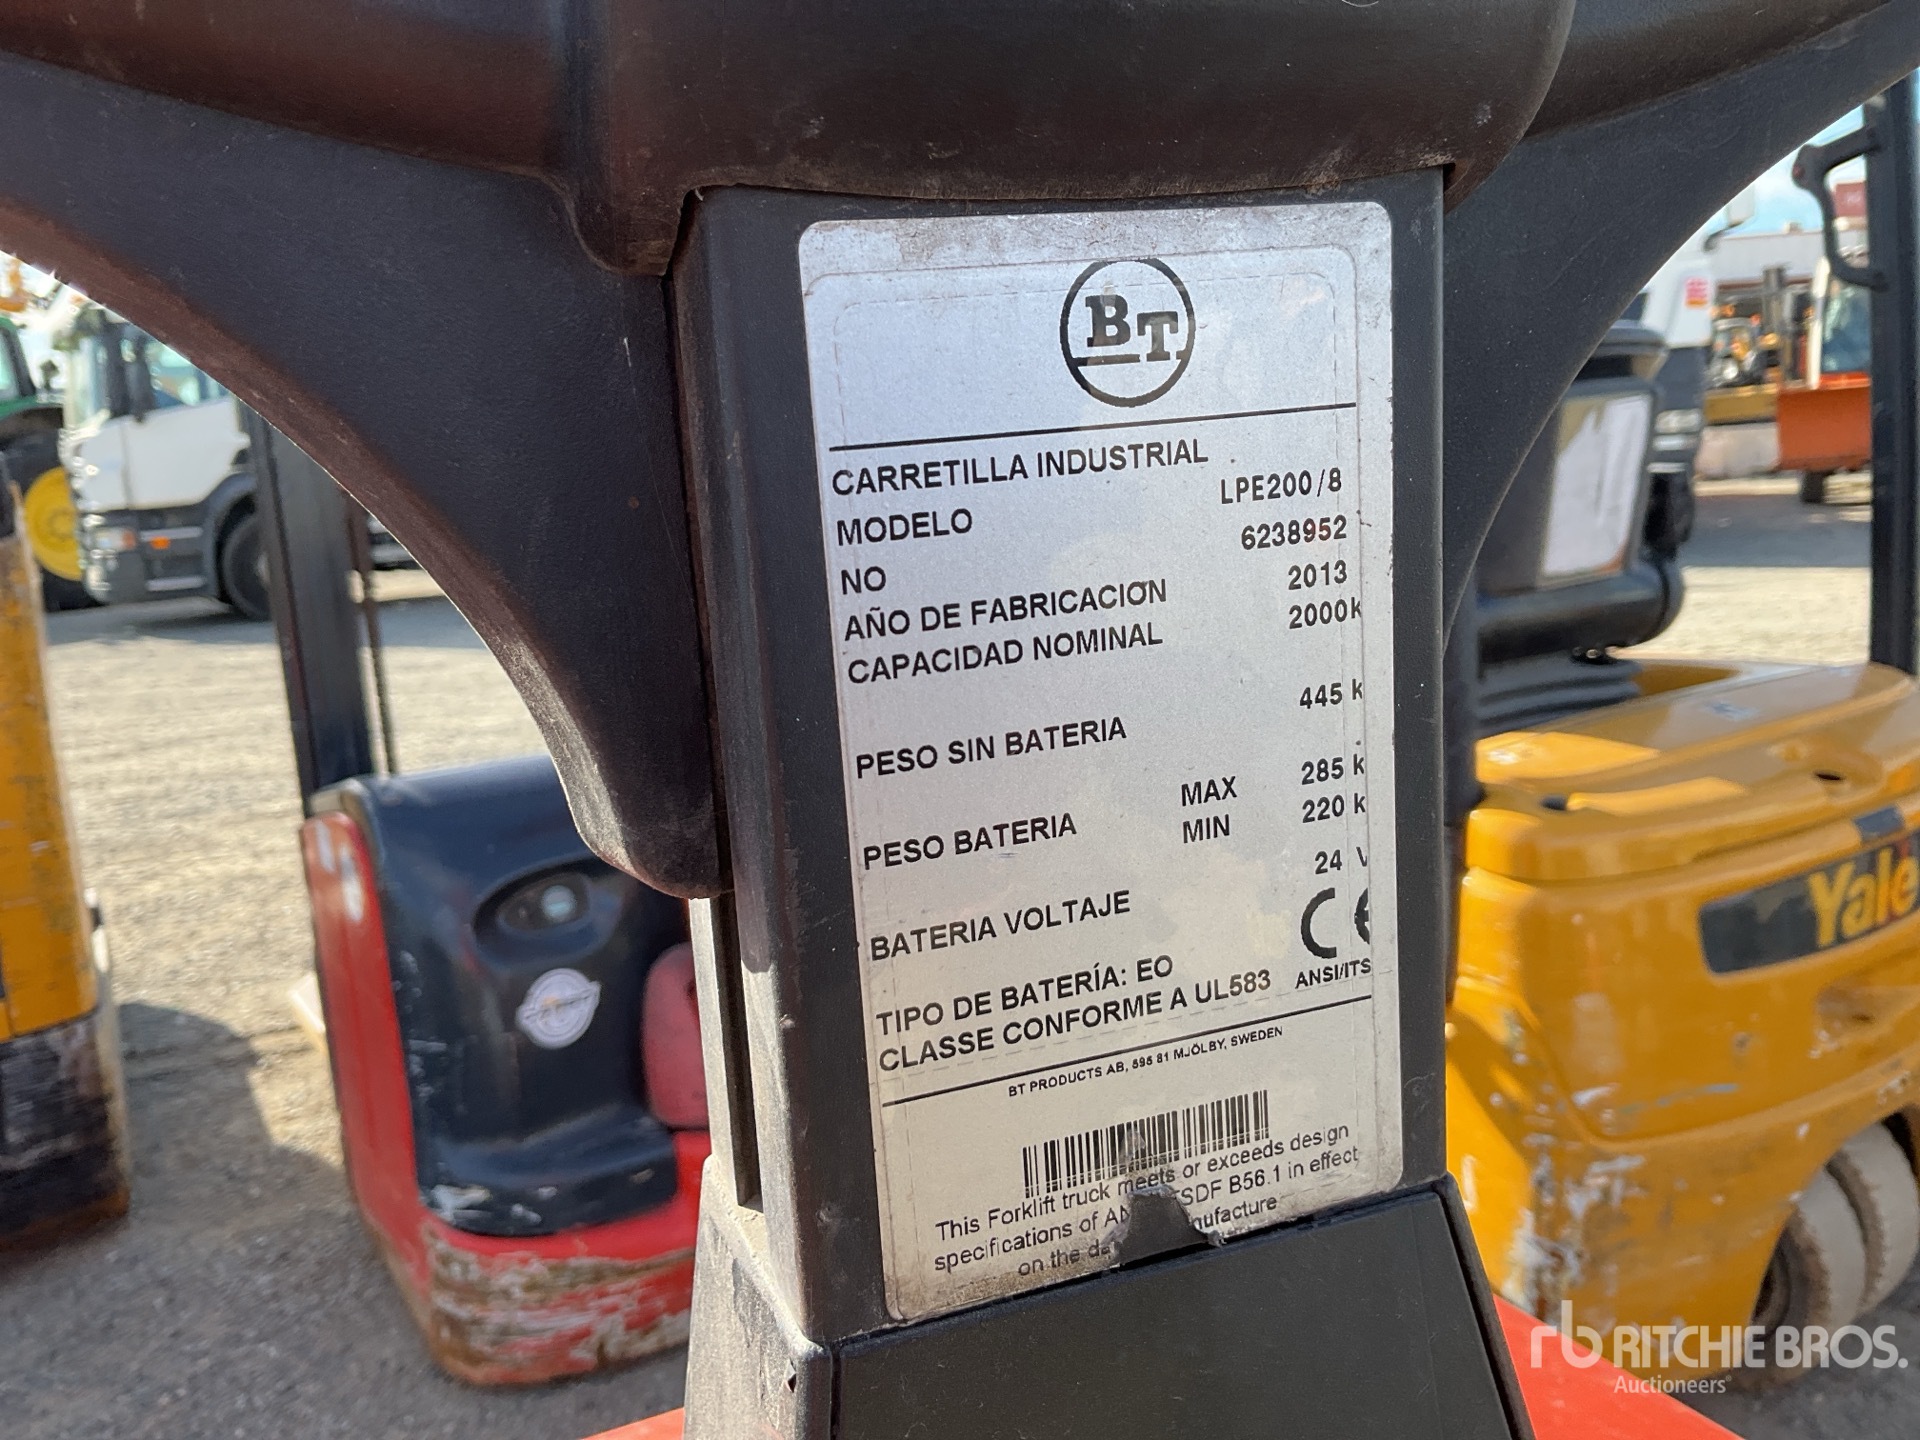 BT
CARRETILLA INDUSTRIAL
MODELO LPE200/8
NO 6238952
AÑO DE FABRICACION 2013
CAPACIDAD NOMINAL 2000k
PESO SIN BATERIA 445 k
PESO BATERIA MAX 285 k
MIN 220 k
BATERIA VOLTAJE 24 V
CE
TIPO DE BATERÍA: EO
CLASSE CONFORME A UL583 ANSI/ITS
BT PRODUCTS AB, 595 81 MJÖLBY, SWEDEN
This Forklift truck meets or exceeds design
specifications of AN TSDF B56.1 in effect
on the da nufacture
Yale
rb RITCHIE BROS.
Auctioneers